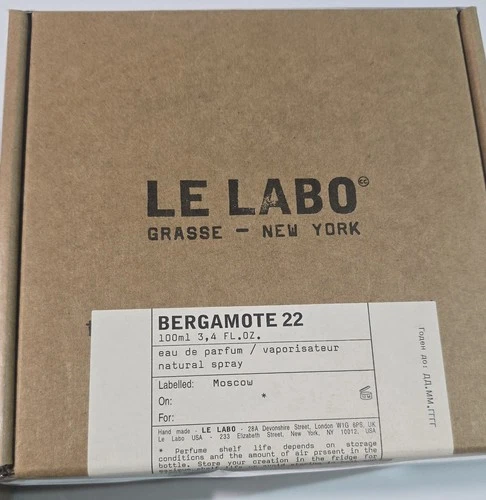 LE LABO
GRASSE — NEW YORK
BERGAMOTE 22
100ml 3,4 FL.OZ.
eau de parfum / vaporisateur
natural spray
Labelled: Moscow
On: *
For:
Hand made - LE LABO - 28A Devonshire Street, London W1G 6PS, UK
Le Labo USA - 233 Elizabeth Street, New York, NY 10012, USA
* Perfume shelf life depends on storage
conditions and the amount of air present in the
bottle. Store your creation in the fridge for
Годен до: ДД.ММ.ГГГГ